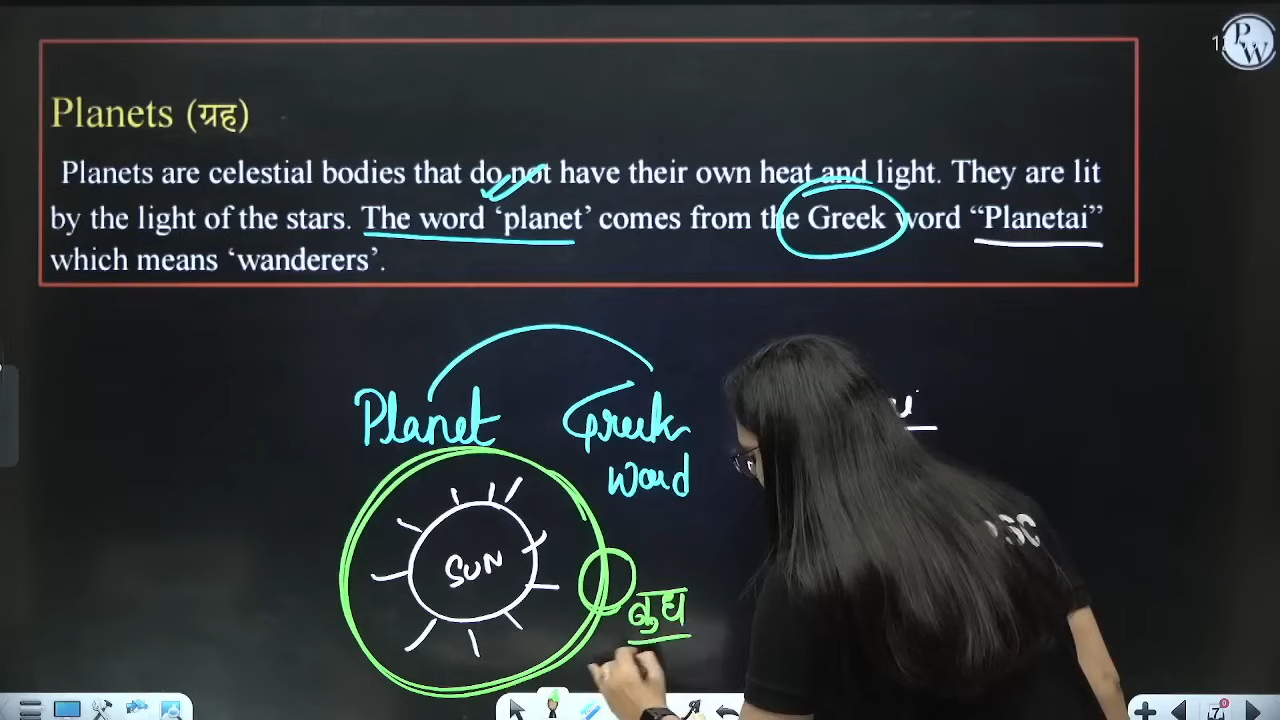 PW
Planets (ग्रह)
Planets are celestial bodies that do not have their own heat and light. They are lit
by the light of the stars. The word ‘planet’ comes from the Greek word “Planetai”
which means ‘wanderers’.
Planet Greek
Word
SUN
बुध